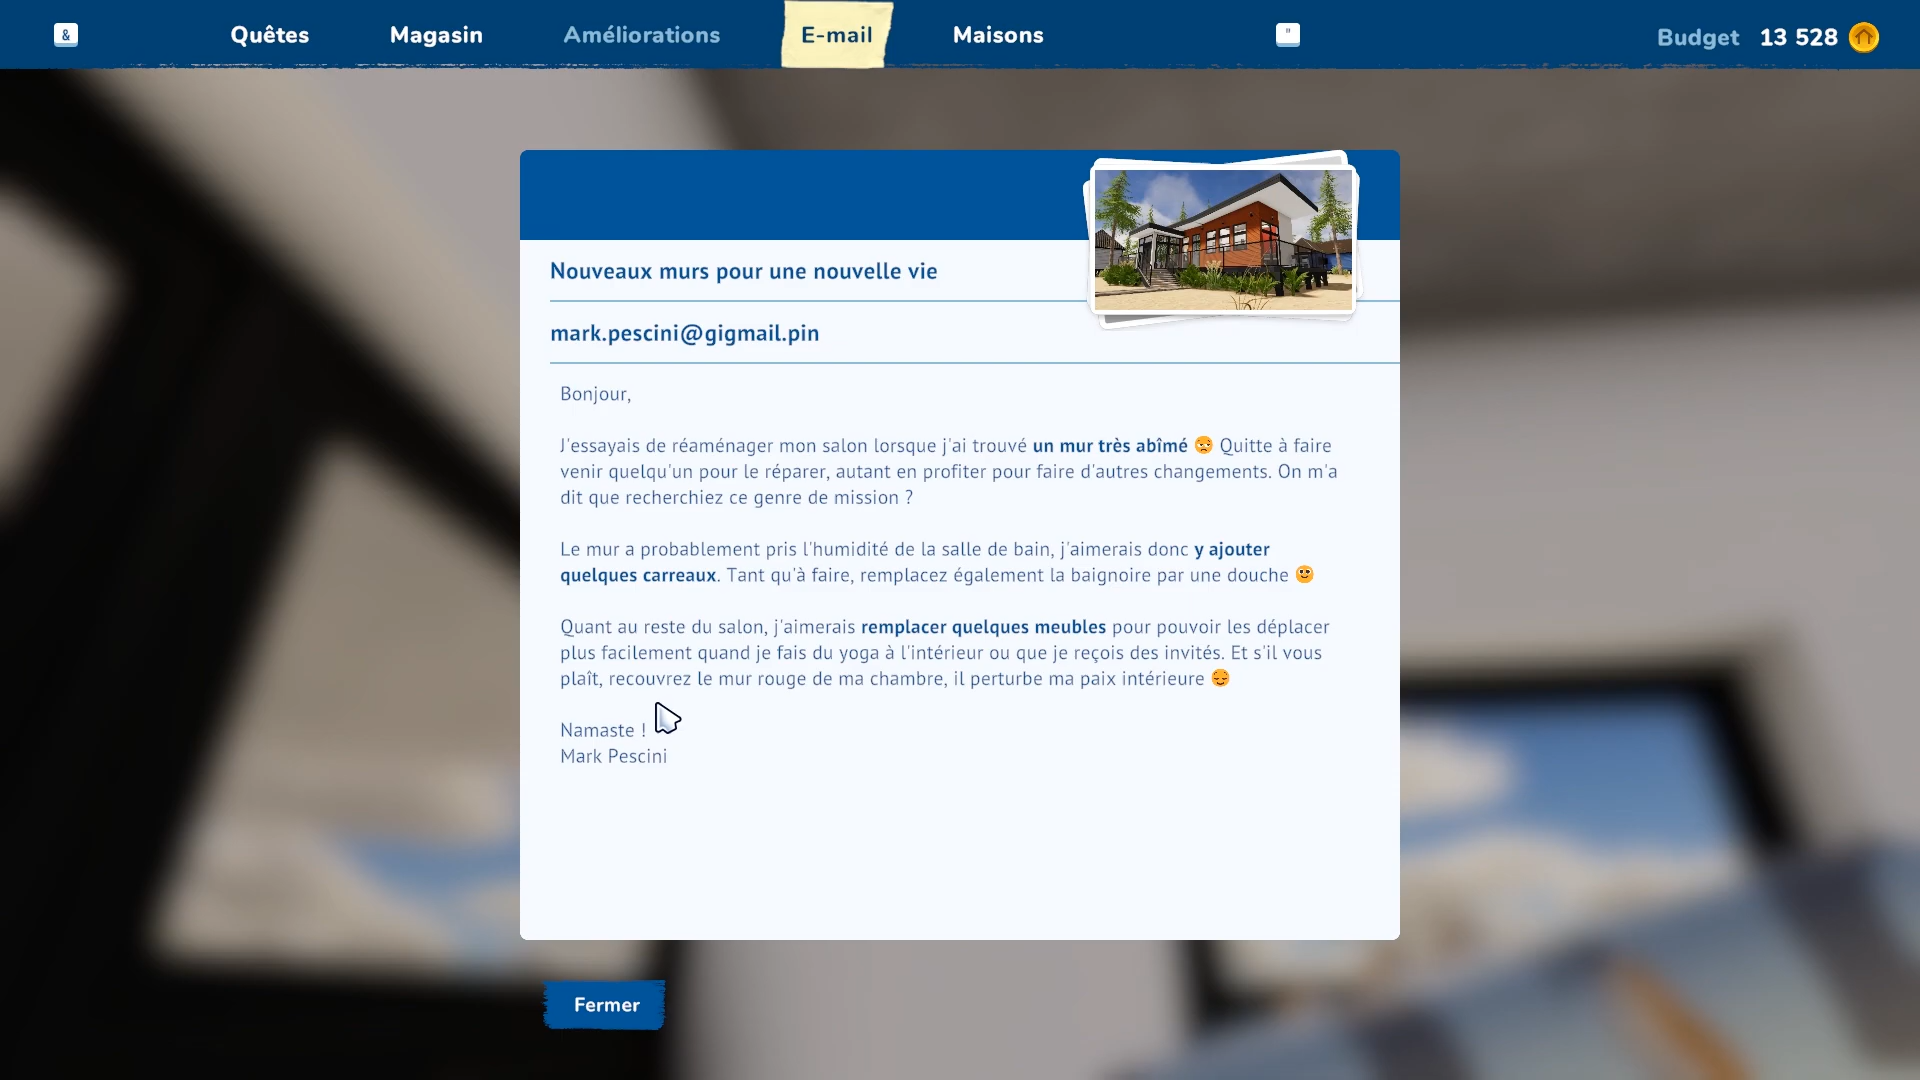 & Quêtes Magasin Améliorations E-mail Maisons " Budget 13 528
Nouveaux murs pour une nouvelle vie
mark.pescini@gigmail.pin
Bonjour,
J'essayais de réaménager mon salon lorsque j'ai trouvé un mur très abîmé 😠 Quitte à faire
venir quelqu'un pour le réparer, autant en profiter pour faire d'autres changements. On m'a
dit que recherchiez ce genre de mission ?
Le mur a probablement pris l'humidité de la salle de bain, j'aimerais donc y ajouter
quelques carreaux. Tant qu'à faire, remplacez également la baignoire par une douche 😊
Quant au reste du salon, j'aimerais remplacer quelques meubles pour pouvoir les déplacer
plus facilement quand je fais du yoga à l'intérieur ou que je reçois des invités. Et s'il vous
plaît, recouvrez le mur rouge de ma chambre, il perturbe ma paix intérieure 😌
Namaste !
Mark Pescini
Fermer